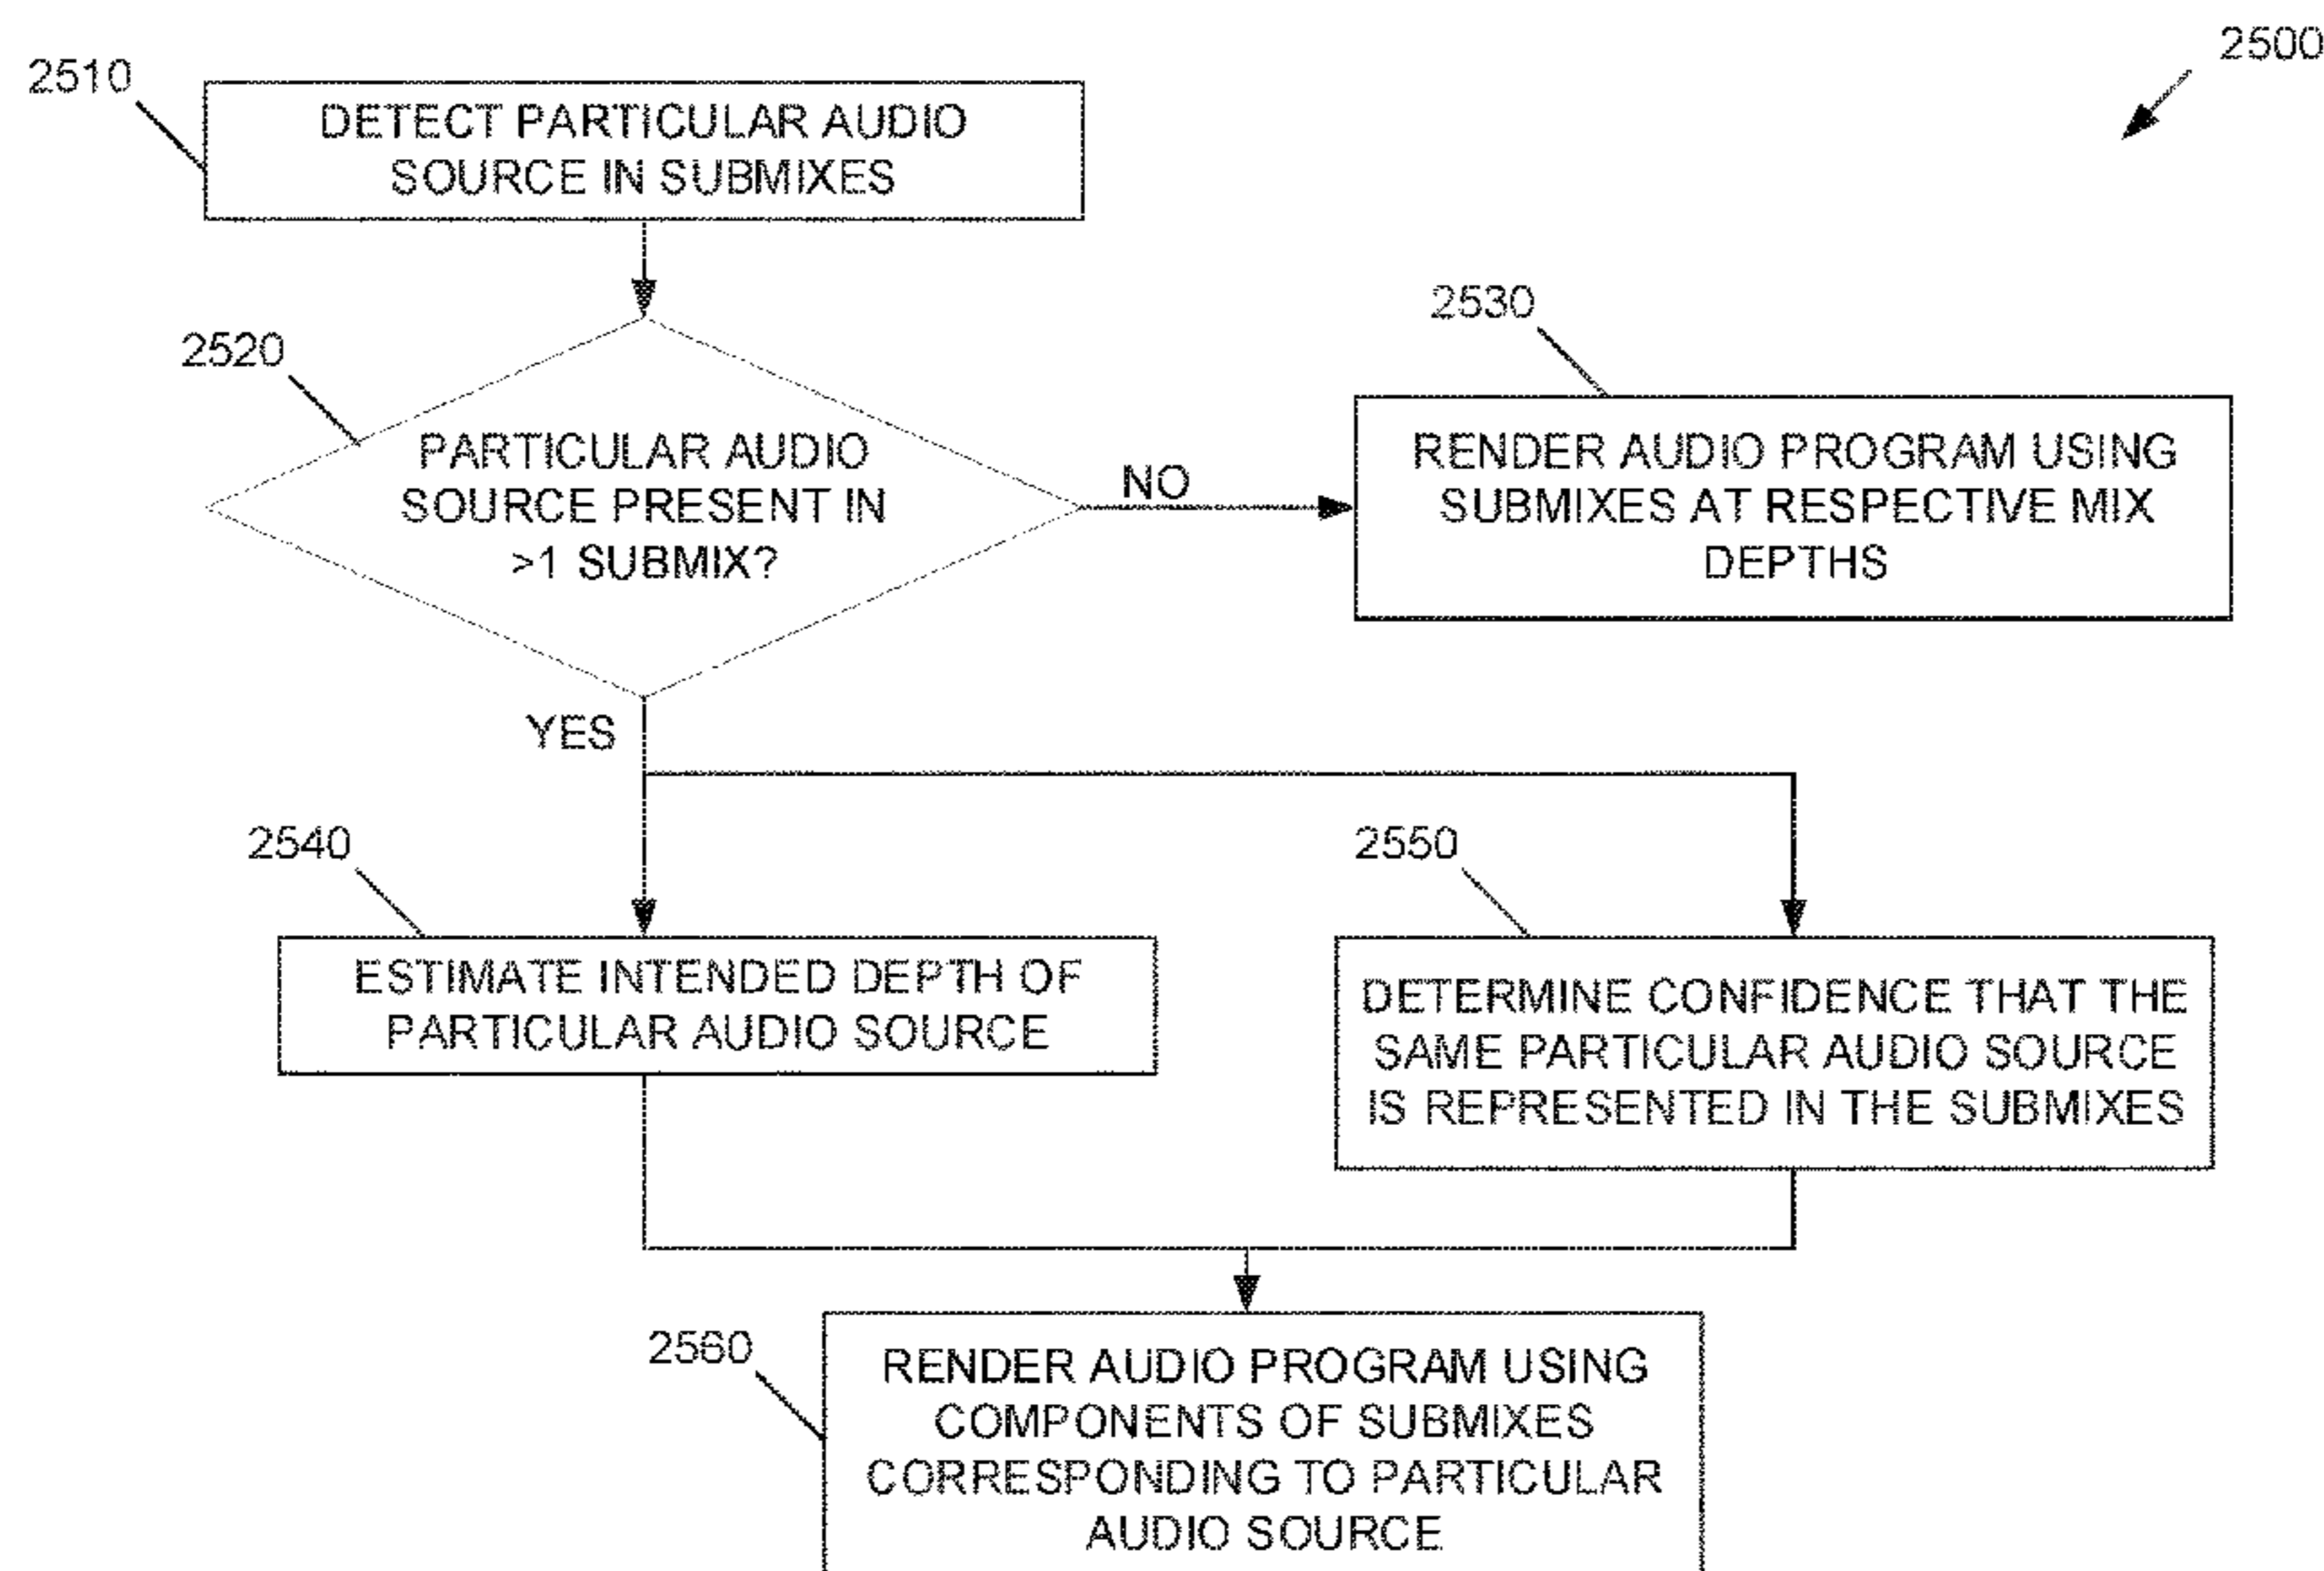 2500
2510
DETECT PARTICULAR AUDIO
SOURCE IN SUBMIXES
2520
PARTICULAR AUDIO
SOURCE PRESENT IN
>1 SUBMIX?
NO
2530
RENDER AUDIO PROGRAM USING
SUBMIXES AT RESPECTIVE MIX
DEPTHS
YES
2540
ESTIMATE INTENDED DEPTH OF
PARTICULAR AUDIO SOURCE
2550
DETERMINE CONFIDENCE THAT THE
SAME PARTICULAR AUDIO SOURCE
IS REPRESENTED IN THE SUBMIXES
2560
RENDER AUDIO PROGRAM USING
COMPONENTS OF SUBMIXES
CORRESPONDING TO PARTICULAR
AUDIO SOURCE